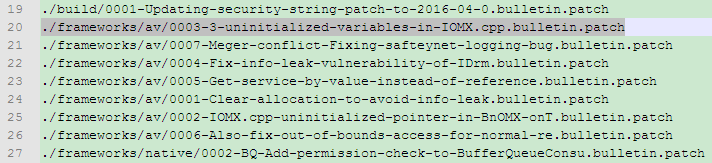 19 ./build/0001-Updating-security-string-patch-to-2016-04-0.bulletin.patch
20 ./frameworks/av/0003-3-uninitialized-variables-in-IOMX.cpp.bulletin.patch
21 ./frameworks/av/0007-Meger-conflict-Fixing-safteynet-logging-bug.bulletin.patch
22 ./frameworks/av/0004-Fix-info-leak-vulnerability-of-IDrm.bulletin.patch
23 ./frameworks/av/0005-Get-service-by-value-instead-of-reference.bulletin.patch
24 ./frameworks/av/0001-Clear-allocation-to-avoid-info-leak.bulletin.patch
25 ./frameworks/av/0002-IOMX.cpp-uninitialized-pointer-in-BnOMX-onT.bulletin.patch
26 ./frameworks/av/0006-Also-fix-out-of-bounds-access-for-normal-re.bulletin.patch
27 ./frameworks/native/0002-BQ-Add-permission-check-to-BufferQueueConsu.bulletin.patch